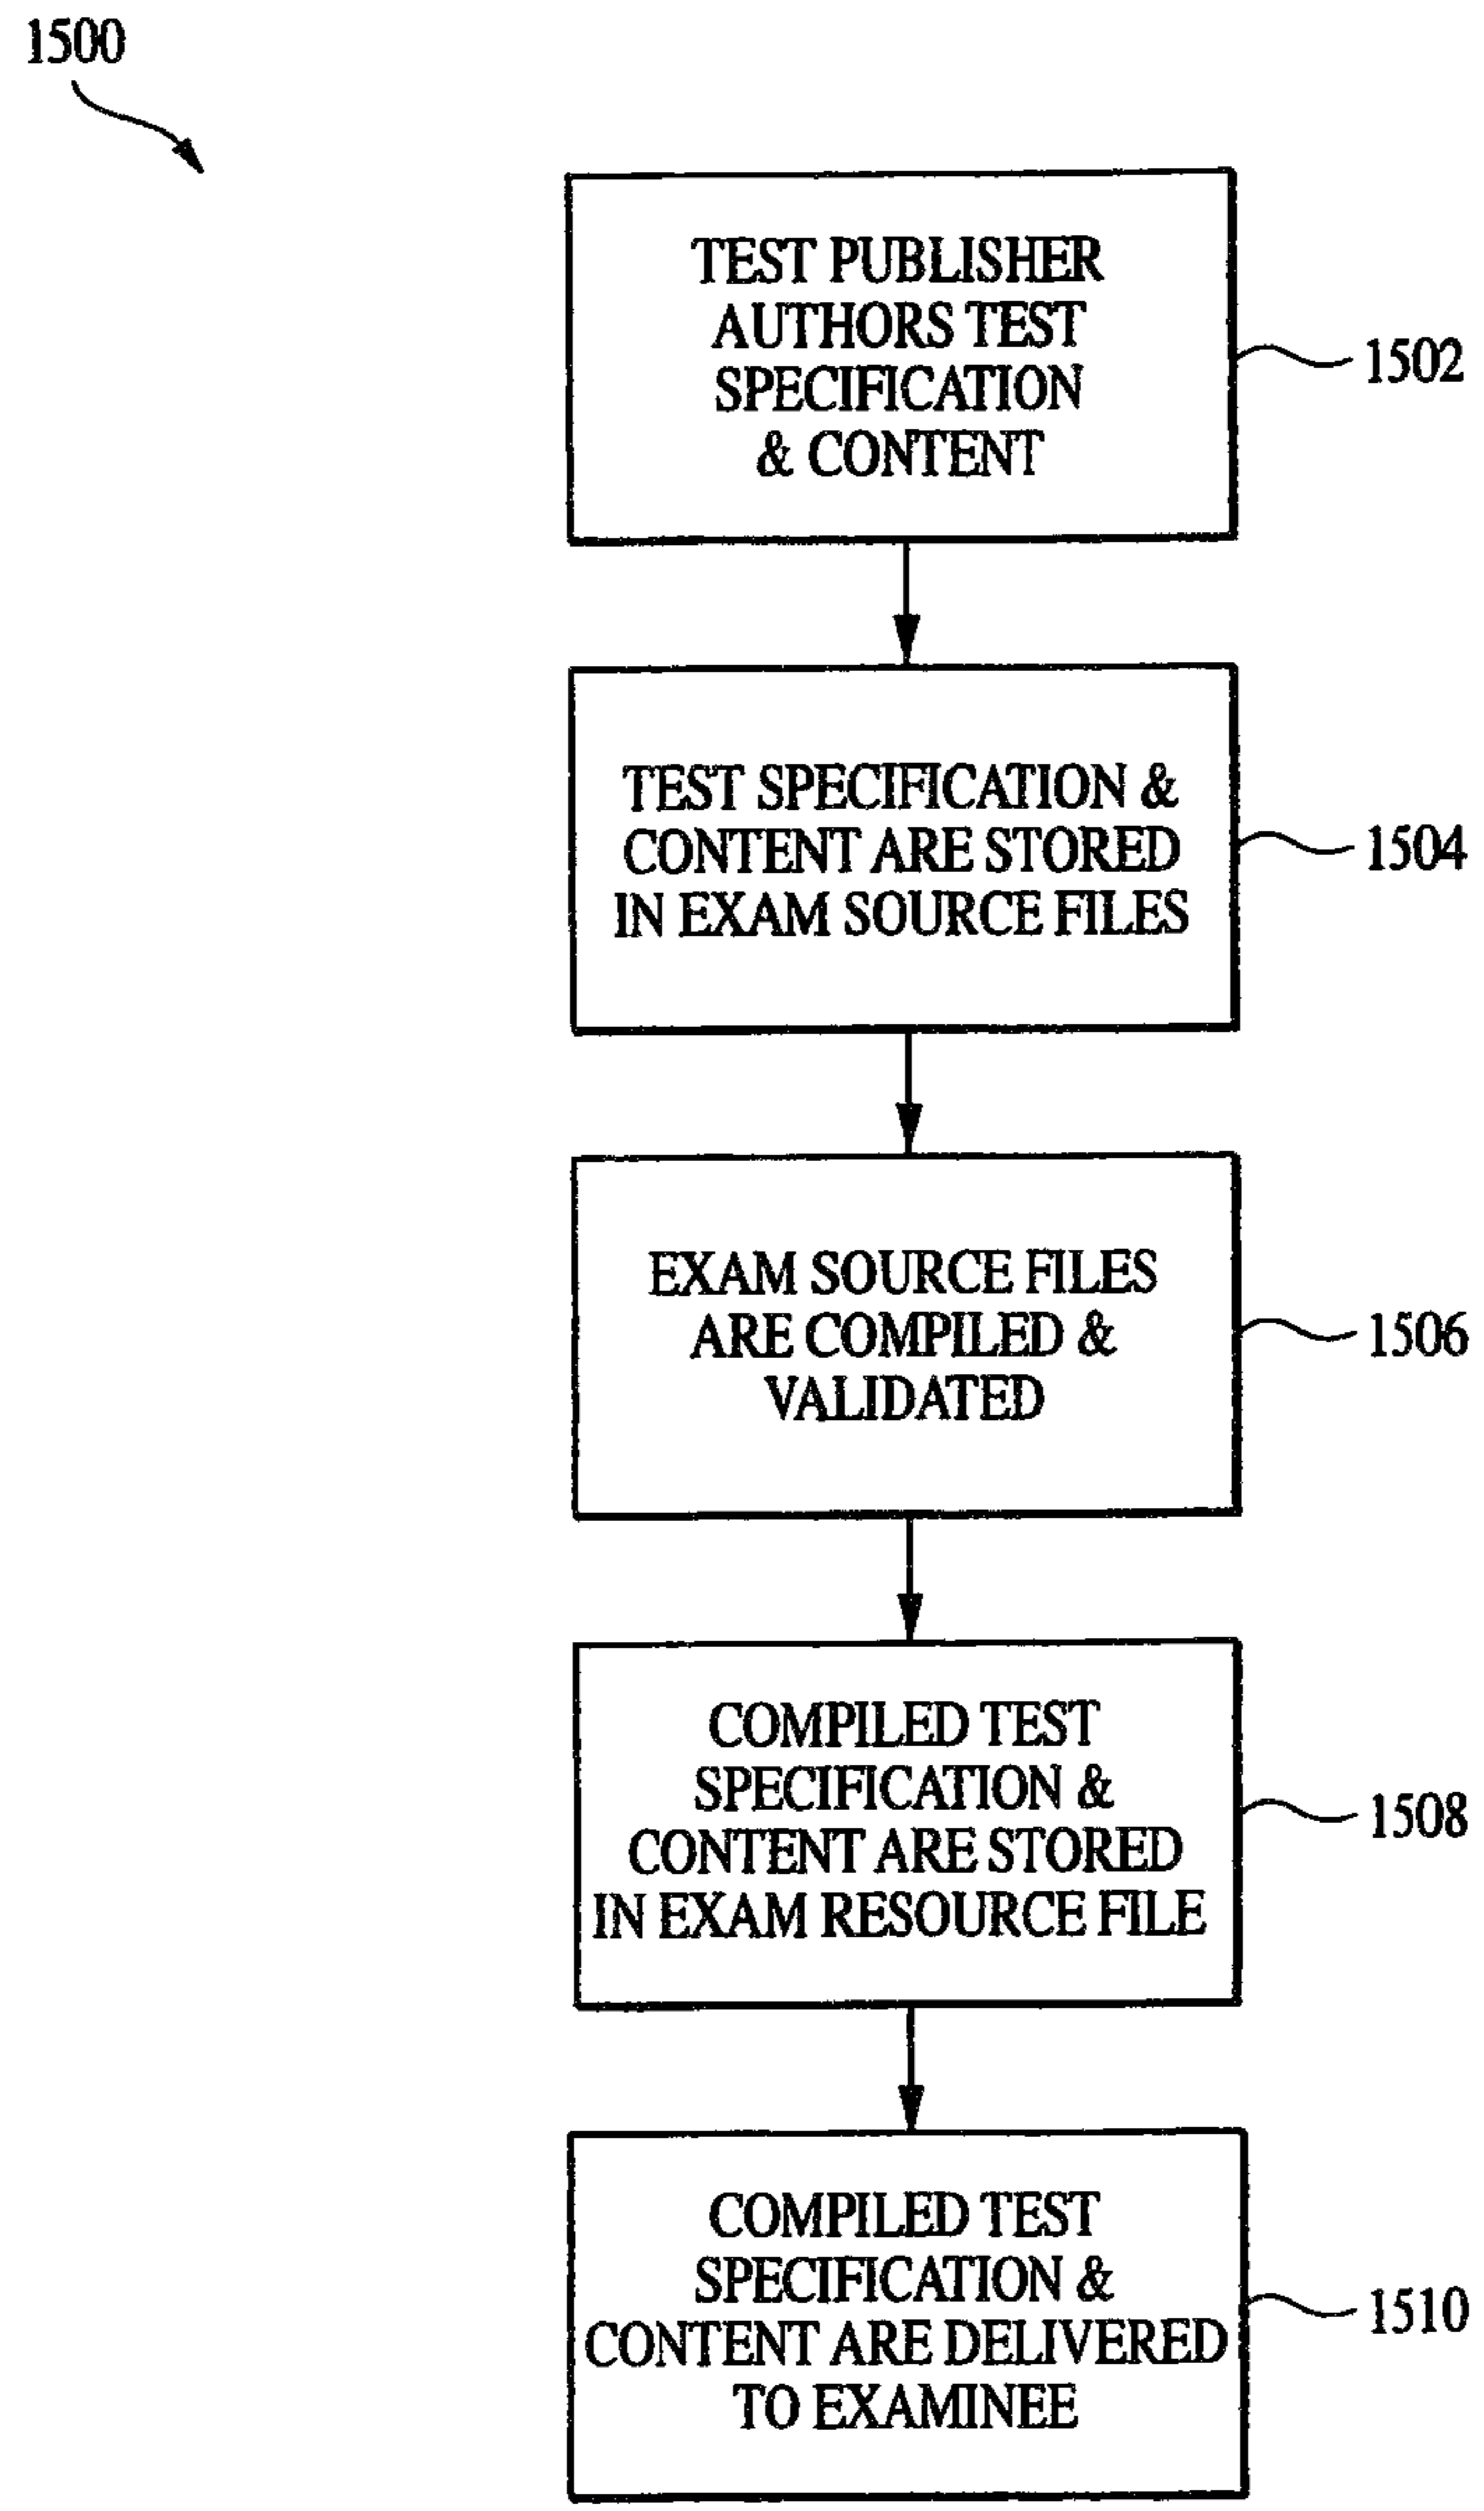 1500
TEST PUBLISHER
AUTHORS TEST
SPECIFICATION
& CONTENT
1502
TEST SPECIFICATION &
CONTENT ARE STORED
IN EXAM SOURCE FILES
1504
EXAM SOURCE FILES
ARE COMPILED &
VALIDATED
1506
COMPILED TEST
SPECIFICATION &
CONTENT ARE STORED
IN EXAM RESOURCE FILE
1508
COMPILED TEST
SPECIFICATION &
CONTENT ARE DELIVERED
TO EXAMINEE
1510